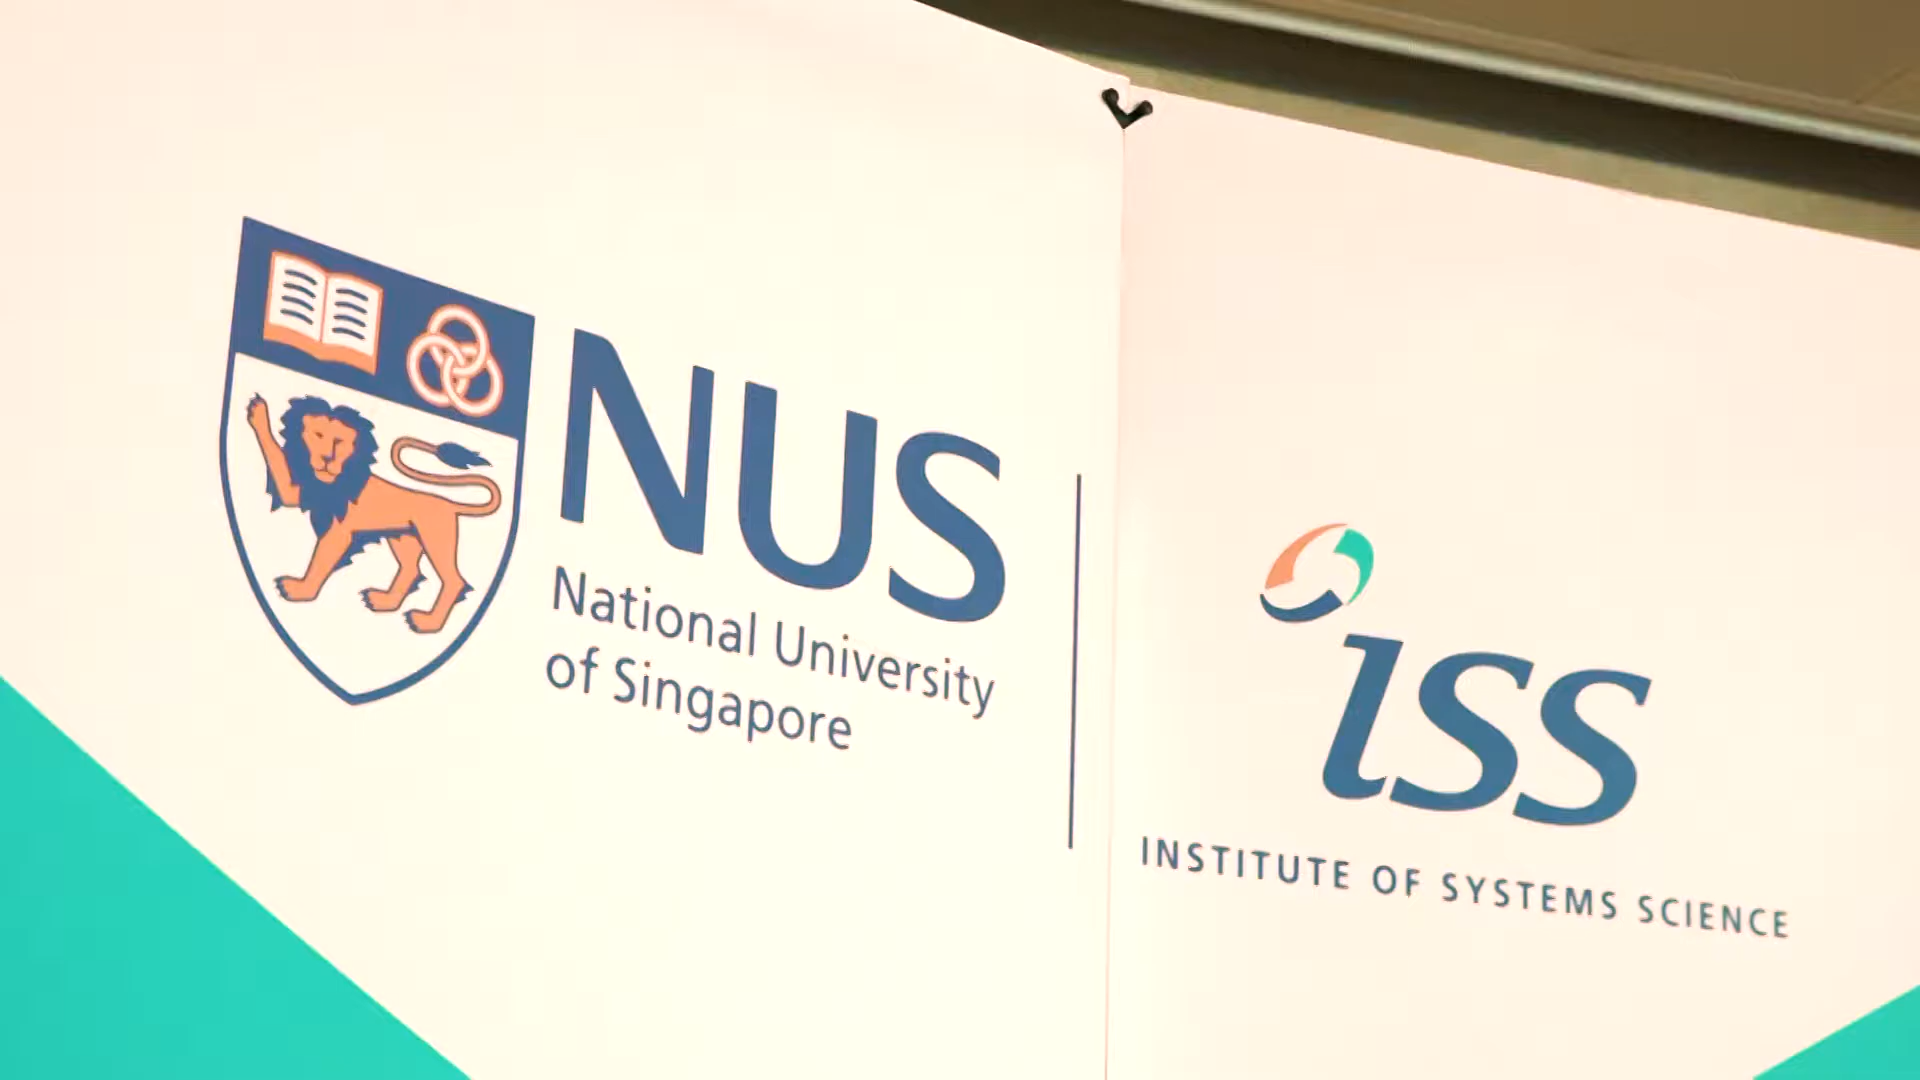 NUS
National University
of Singapore
iss
INSTITUTE OF SYSTEMS SCIENCE